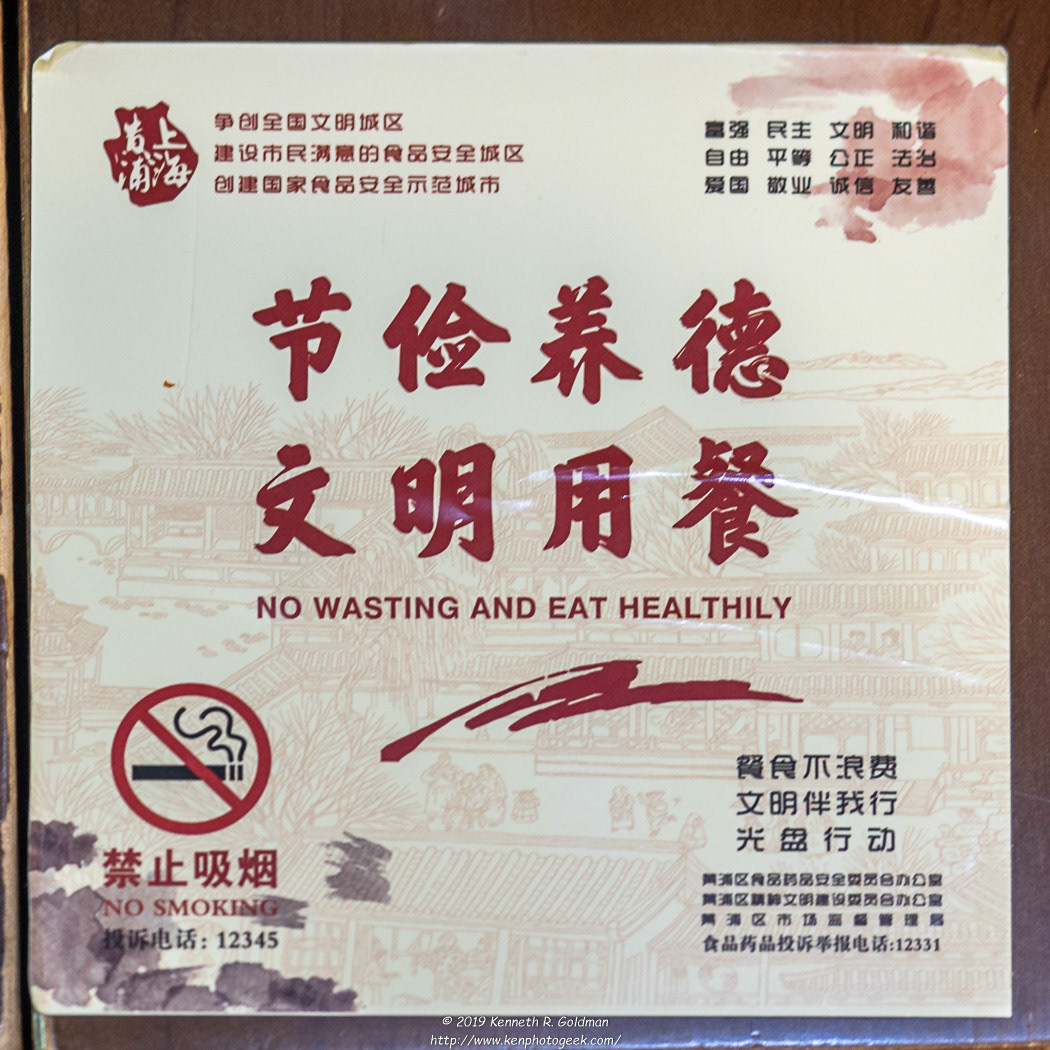 上海
黄浦
争创全国文明城区
建设市民满意的食品安全城区
创建国家食品安全示范城市
富强 民主 文明 和谐
自由 平等 公正 法治
爱国 敬业 诚信 友善
节俭养德
文明用餐
NO WASTING AND EAT HEALTHILY
禁止吸烟
NO SMOKING
投诉电话: 12345
餐食不浪费
文明伴我行
光盘行动
黄浦区食品药品安全委员会办公室
黄浦区精神文明建设委员会办公室
黄浦区市场监督管理局
食品药品投诉举报电话:12331
© 2019 Kenneth R. Goldman
http://www.kenphotogeek.com/